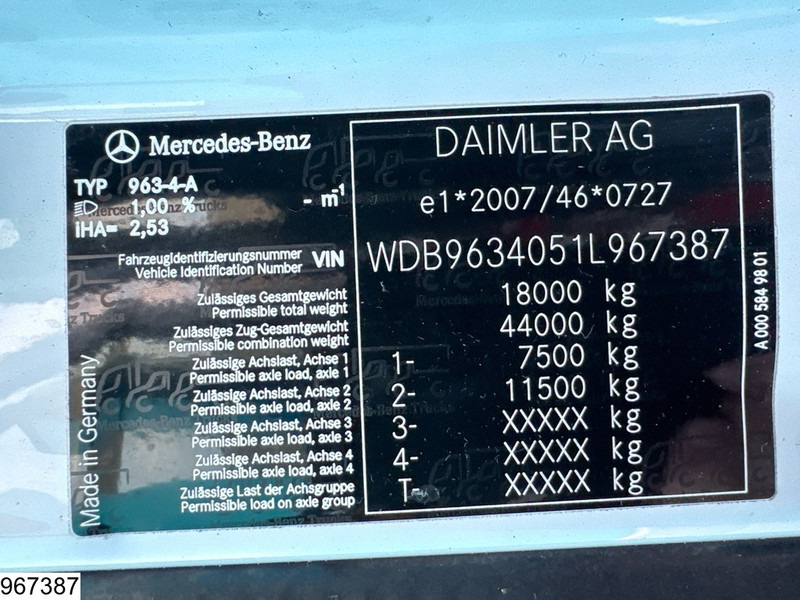 Mercedes-Benz
TYP 963-4-A
1,00 % - m-1
iHA= 2,53
Fahrzeugidentifizierungsnummer
Vehicle Identification Number VIN
Zulässiges Gesamtgewicht
Permissible total weight
Zulässiges Zug-Gesamtgewicht
Permissible combination weight
Zulässige Achslast, Achse 1
Permissible axle load, axle 1
Zulässige Achslast, Achse 2
Permissible axle load, axle 2
Zulässige Achslast, Achse 3
Permissible axle load, axle 3
Zulässige Achslast, Achse 4
Permissible axle load, axle 4
Zulässige Last der Achsgruppe
Permissible load on axle group
Made in Germany
DAIMLER AG
e1*2007/46*0727
WDB9634051L967387
18000 kg
44000 kg
1- 7500 kg
2- 11500 kg
3- XXXXX kg
4- XXXXX kg
T- XXXXX kg
A 000 584 98 01
967387